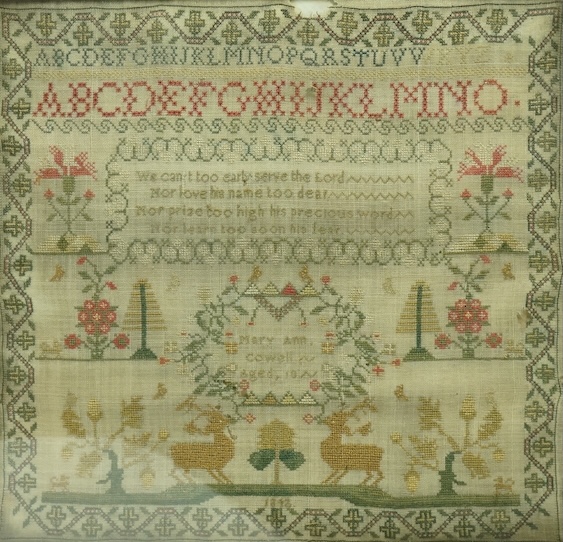 ABCDEFGHIJKLMNOPQRSTUVV
ABCDEFGHIJKLMNO.
We can't too early serve the Lord
Nor love his name too dear
Nor prize too high his precious word
Nor learn too soon his fear
Mary Ann.
Cowell
aged, 10